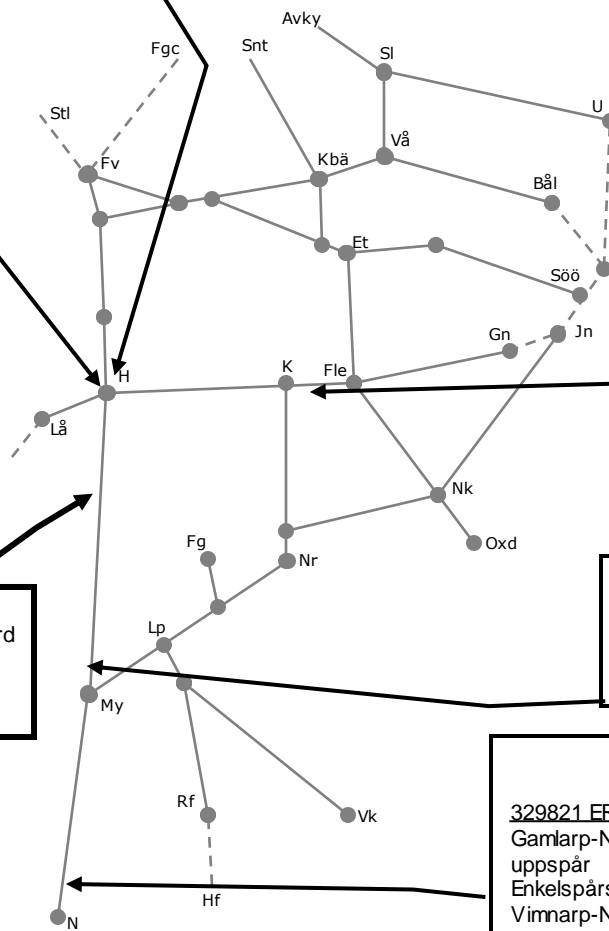 Avky
Fgc
Snt
Sl
Stl
U
Vå
Fv
Kbä
Bål
Et
Söö
Jn
Gn
H
K
Fle
Lå
Nk
Fg
Oxd
Nr
Lp
rd
My
Rf
Vk
329821
Gamlarp-N
uppspår
Enkelspårs
Vimnarp-N
Hf
N